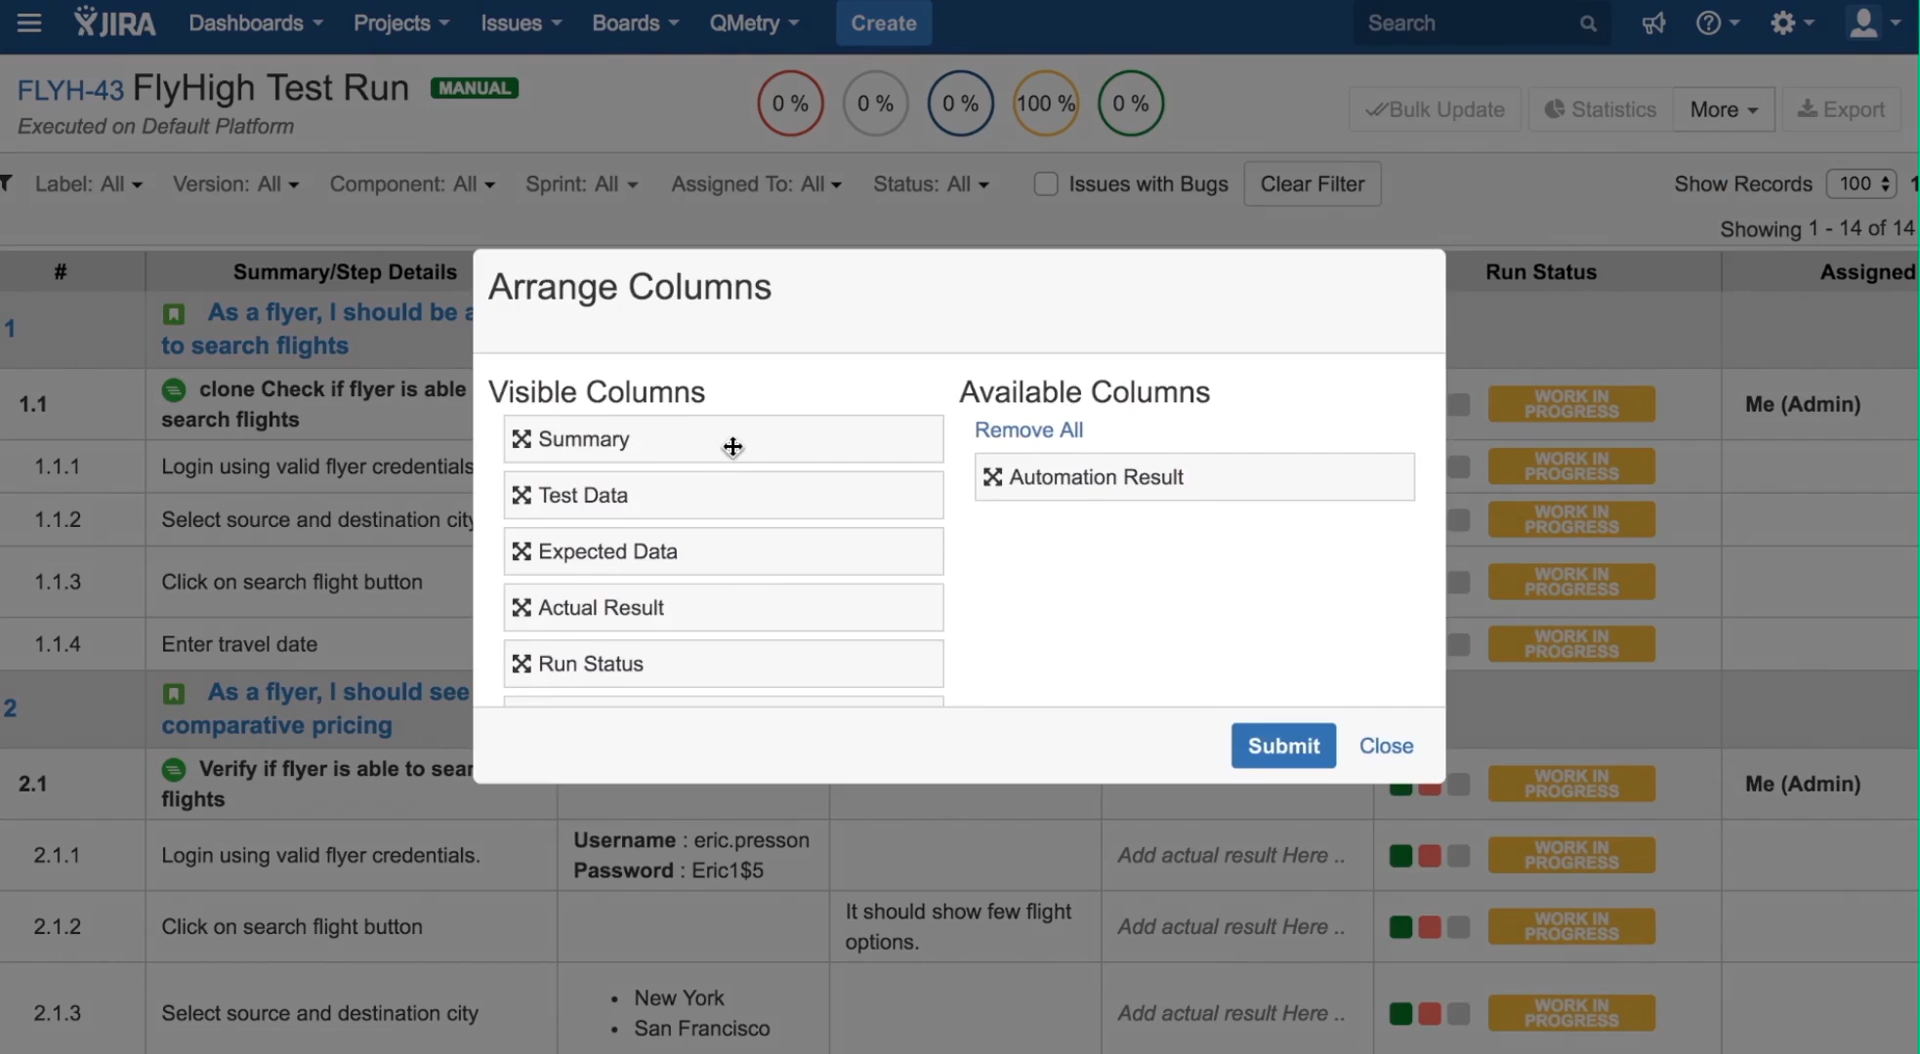 JIRA Dashboards Projects Issues Boards QMetry Create Search
FLYH-43 FlyHigh Test Run MANUAL
Executed on Default Platform
0 % 0 % 0 % 100 % 0 %
Bulk Update Statistics More Export
Label: All Version: All Component: All Sprint: All Assigned To: All Status: All Issues with Bugs Clear Filter Show Records 100 1
Showing 1 - 14 of 14
# Summary/Step Details Run Status Assigned
Arrange Columns
Visible Columns
Summary
Test Data
Expected Data
Actual Result
Run Status
Available Columns
Remove All
Automation Result
Submit Close
1 As a flyer, I should be a
to search flights
1.1 clone Check if flyer is able
search flights
WORK IN
PROGRESS
Me (Admin)
1.1.1 Login using valid flyer credentials
WORK IN
PROGRESS
1.1.2 Select source and destination city
WORK IN
PROGRESS
1.1.3 Click on search flight button
WORK IN
PROGRESS
1.1.4 Enter travel date
WORK IN
PROGRESS
2 As a flyer, I should see
comparative pricing
2.1 Verify if flyer is able to sear
flights
WORK IN
PROGRESS
Me (Admin)
2.1.1 Login using valid flyer credentials.
Username : eric.presson
Password : Eric1$5
Add actual result Here ..
WORK IN
PROGRESS
2.1.2 Click on search flight button
It should show few flight
options.
Add actual result Here ..
WORK IN
PROGRESS
2.1.3 Select source and destination city
• New York
• San Francisco
Add actual result Here ..
WORK IN
PROGRESS